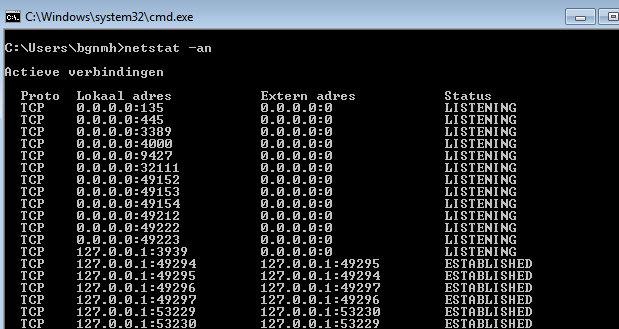 C:\Windows\system32\cmd.exe
C:\Users\bgnmh>netstat -an
Actieve verbindingen
Proto Lokaal adres Extern adres Status
TCP 0.0.0.0:135 0.0.0.0:0 LISTENING
TCP 0.0.0.0:445 0.0.0.0:0 LISTENING
TCP 0.0.0.0:3389 0.0.0.0:0 LISTENING
TCP 0.0.0.0:4000 0.0.0.0:0 LISTENING
TCP 0.0.0.0:9427 0.0.0.0:0 LISTENING
TCP 0.0.0.0:32111 0.0.0.0:0 LISTENING
TCP 0.0.0.0:49152 0.0.0.0:0 LISTENING
TCP 0.0.0.0:49153 0.0.0.0:0 LISTENING
TCP 0.0.0.0:49154 0.0.0.0:0 LISTENING
TCP 0.0.0.0:49212 0.0.0.0:0 LISTENING
TCP 0.0.0.0:49222 0.0.0.0:0 LISTENING
TCP 0.0.0.0:49223 0.0.0.0:0 LISTENING
TCP 127.0.0.1:3939 0.0.0.0:0 LISTENING
TCP 127.0.0.1:49294 127.0.0.1:49295 ESTABLISHED
TCP 127.0.0.1:49295 127.0.0.1:49294 ESTABLISHED
TCP 127.0.0.1:49296 127.0.0.1:49297 ESTABLISHED
TCP 127.0.0.1:49297 127.0.0.1:49296 ESTABLISHED
TCP 127.0.0.1:53229 127.0.0.1:53230 ESTABLISHED
TCP 127.0.0.1:53230 127.0.0.1:53229 ESTABLISHED